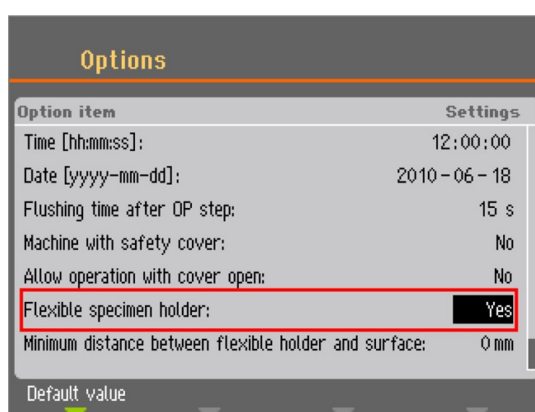 Options
Option item Settings
Time [hh:mm:ss]: 12:00:00
Date [yyyy-mm-dd]: 2010-06-18
Flushing time after OP step: 15 s
Machine with safety cover: No
Allow operation with cover open: No
Flexible specimen holder: Yes
Minimum distance between flexible holder and surface: 0 mm
Default value